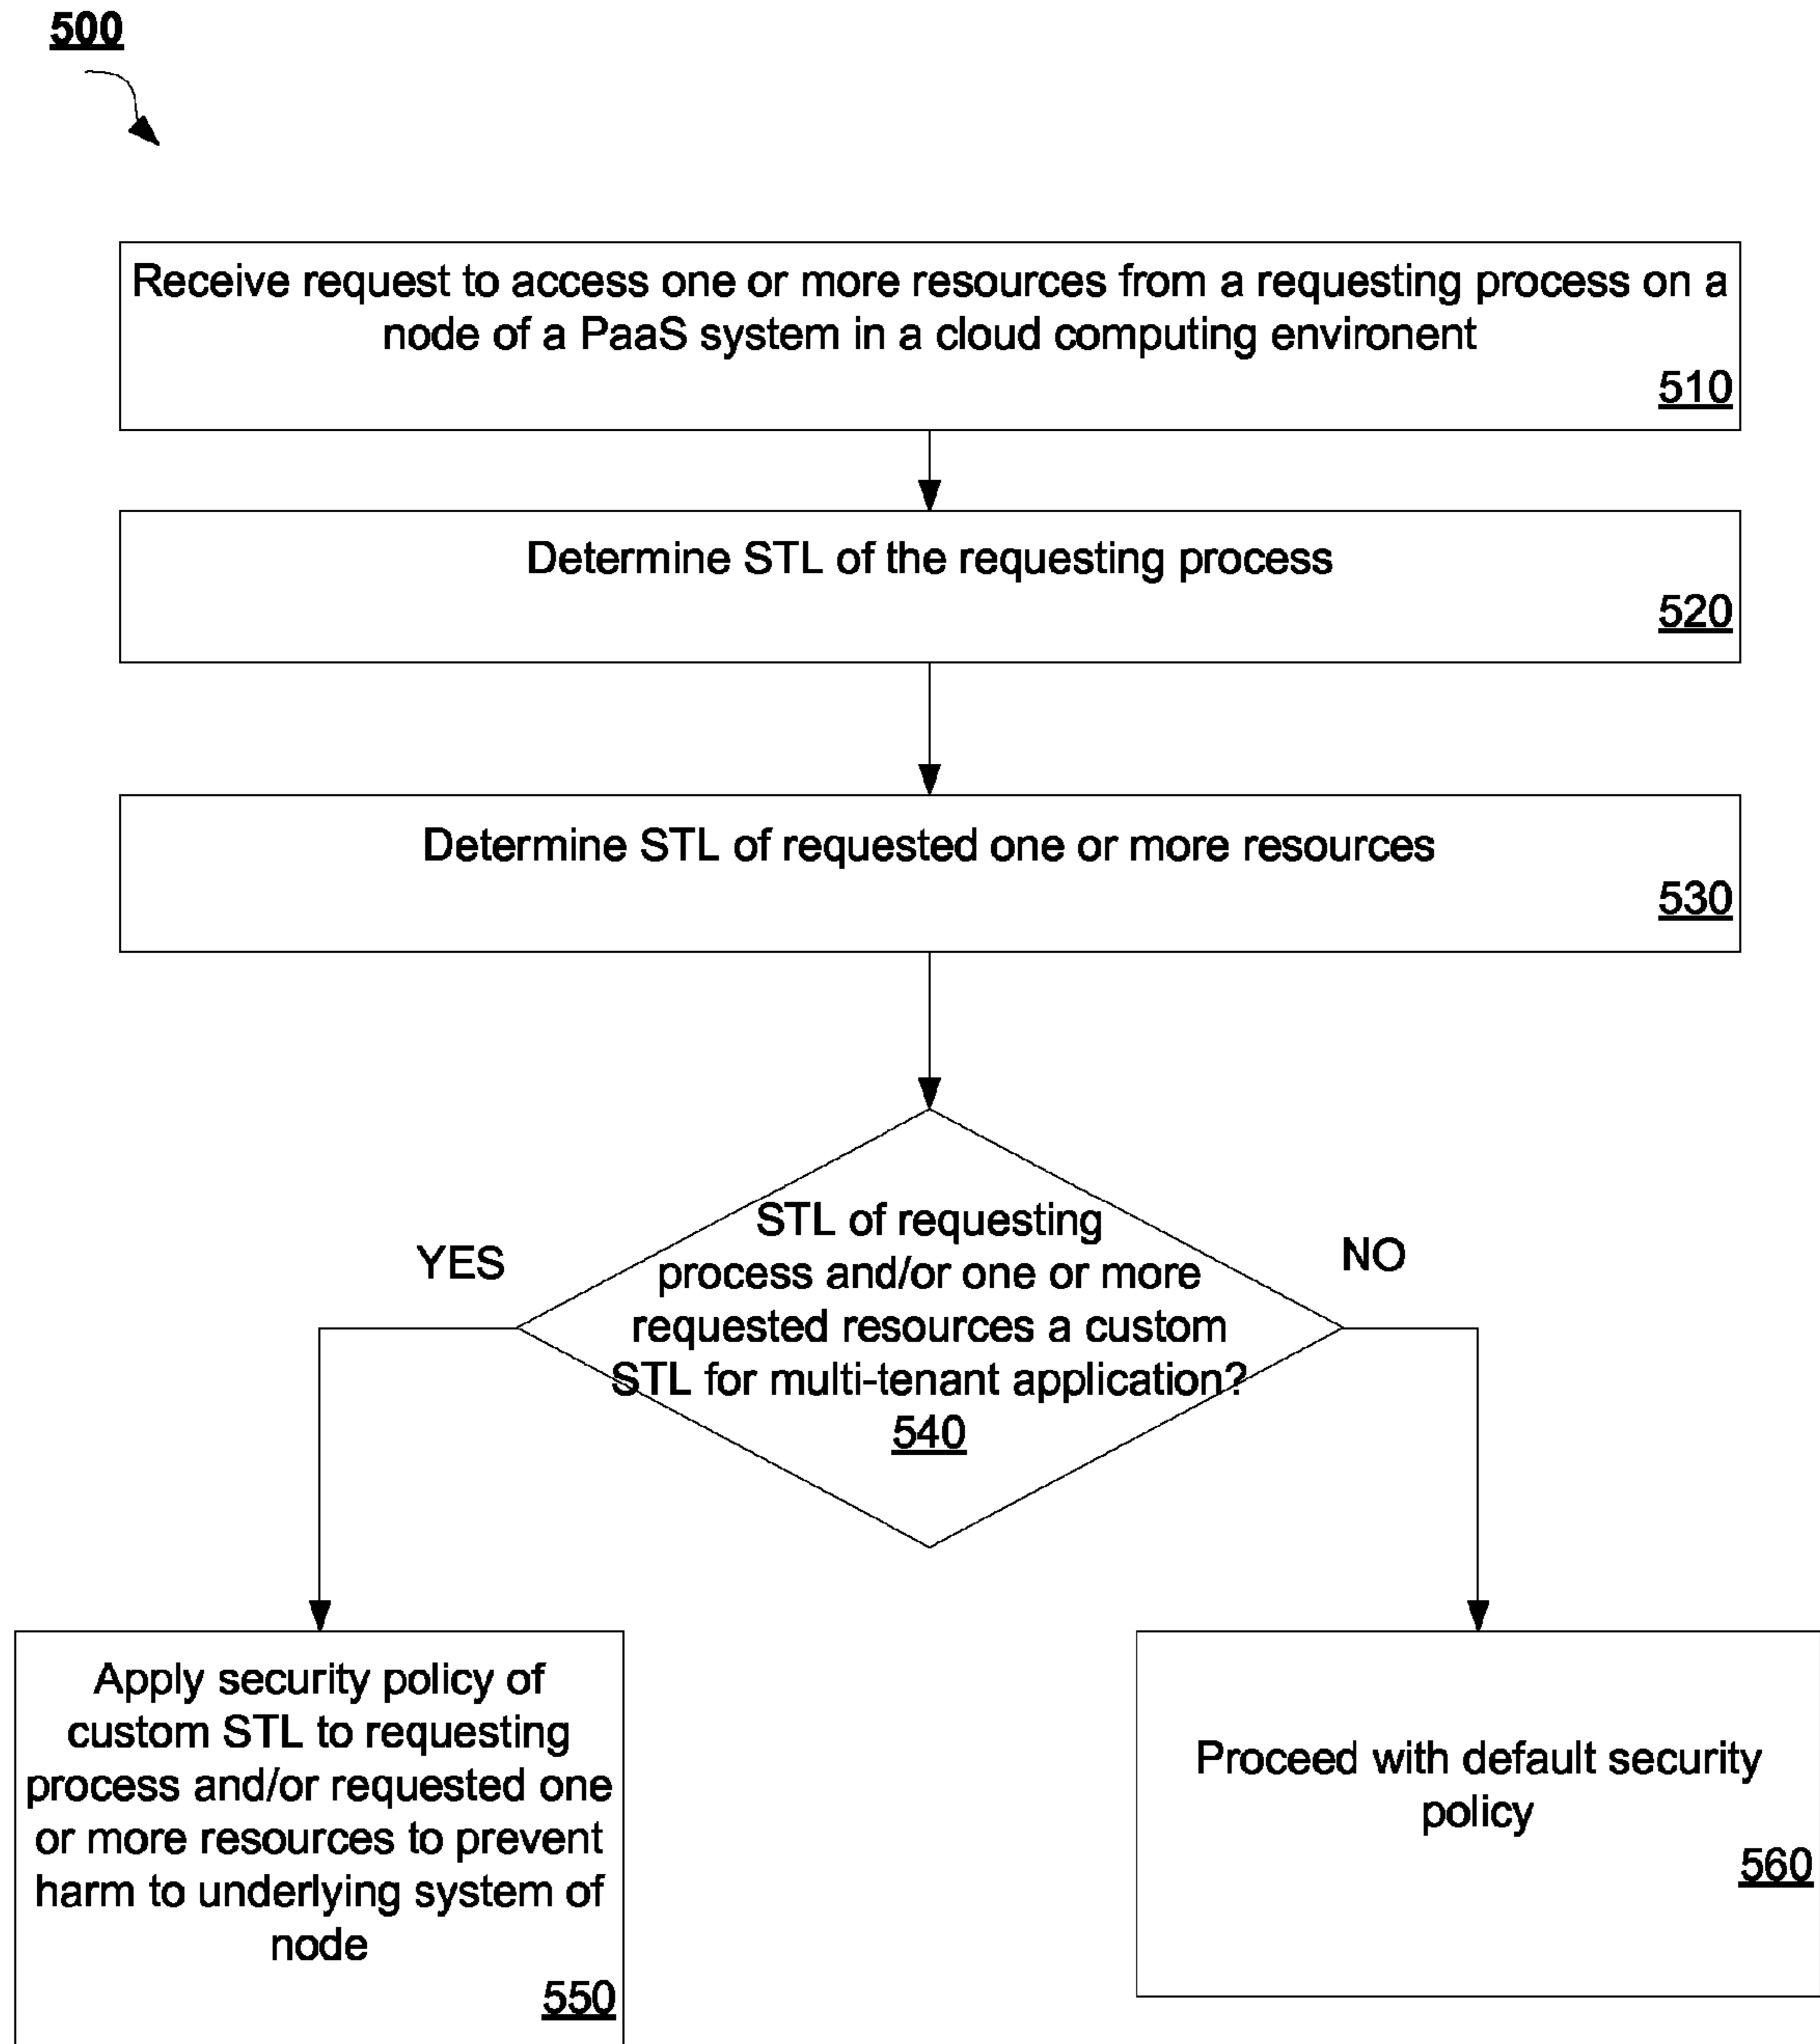 500
Receive request to access one or more resources from a requesting process on a
node of a PaaS system in a cloud computing environent
510
Determine STL of the requesting process
520
Determine STL of requested one or more resources
530
STL of requesting
process and/or one or more
requested resources a custom
STL for multi-tenant application?
540
YES
NO
Apply security policy of
custom STL to requesting
process and/or requested one
or more resources to prevent
harm to underlying system of
node
550
Proceed with default security
policy
560